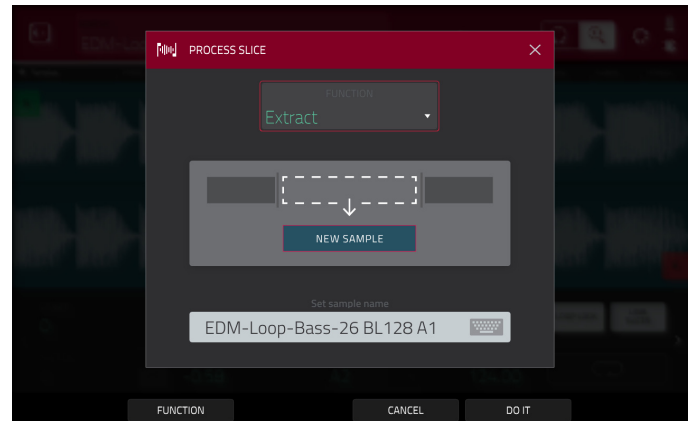 PROCESS SLICE
FUNCTION
Extract
NEW SAMPLE
Set sample name
EDM-Loop-Bass-26 BL128 A1
FUNCTION
CANCEL
DO IT